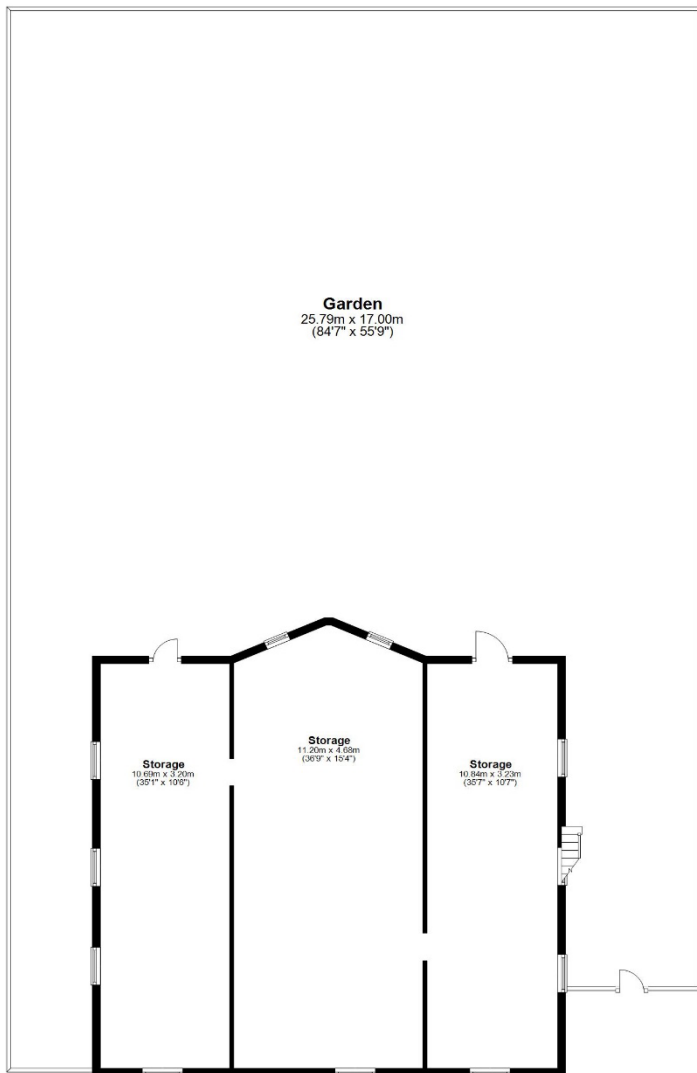 Garden
25.79m x 17.00m
(84'7" x 55'9")
Storage
11.20m x 4.68m
(36'9" x 15'4")
Storage
10.69m x 3.20m
(35'1" x 10'6")
Storage
10.84m x 3.23m
(35'7" x 10'7")